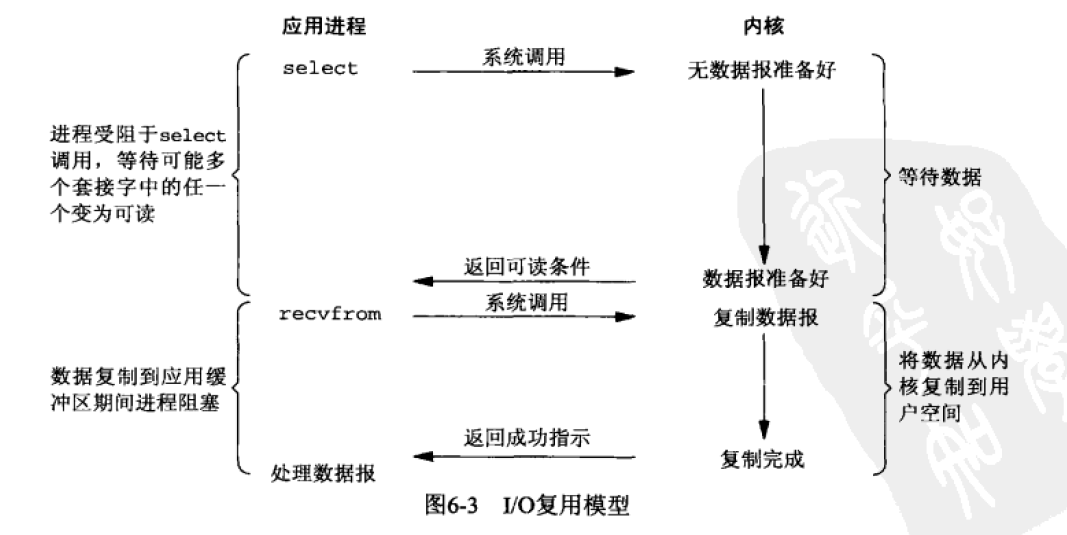 应用进程
内核
select
系统调用
无数据报准备好
进程受阻于select
调用，等待可能多
个套接字中的任一
个变为可读
等待数据
返回可读条件
数据报准备好
recvfrom
系统调用
复制数据报
数据复制到应用缓
冲区期间进程阻塞
将数据从内
核复制到用
户空间
返回成功指示
复制完成
处理数据报
图6-3 I/O复用模型